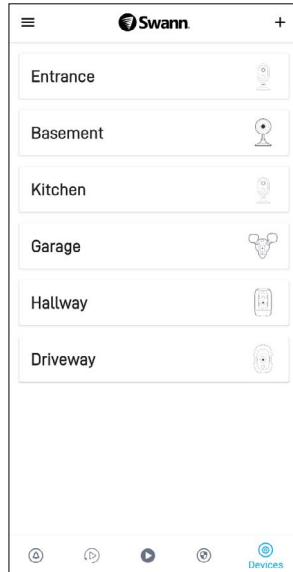 Swann
Entrance
Basement
Kitchen
Garage
Hallway
Driveway
Devices